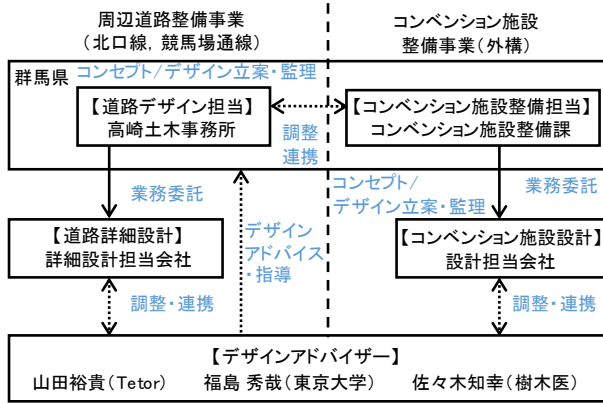 周辺道路整備事業
（北口線，競馬場通線）
コンベンション施設
整備事業（外構）
群馬県
コンセプト/デザイン立案・監理
【道路デザイン担当】
高崎土木事務所
調整
連携
【コンベンション施設整備担当】
コンベンション施設整備課
業務委託
コンセプト/
デザイン立案・監理
業務委託
【道路詳細設計】
詳細設計担当会社
デザイン
アドバイス
・指導
【コンベンション施設設計】
設計担当会社
調整・連携
調整・連携
【デザインアドバイザー】
山田裕貴（Tetor）
福島 秀哉（東京大学）
佐々木知幸（樹木医）